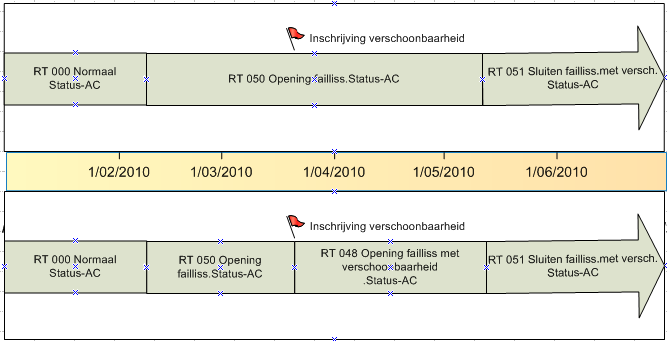 Inschrijving verschoonbaarheid
RT 000 Normaal
Status-AC
RT 050 Opening failliss.Status-AC
RT 051 Sluiten failliss.met versch.
Status-AC
1/02/2010
1/03/2010
1/04/2010
1/05/2010
1/06/2010
Inschrijving verschoonbaarheid
RT 000 Normaal
Status-AC
RT 050 Opening
failliss.Status-AC
RT 048 Opening failliss met
verschoonbaarheid
.Status-AC
RT 051 Sluiten failliss.met versch.
Status-AC